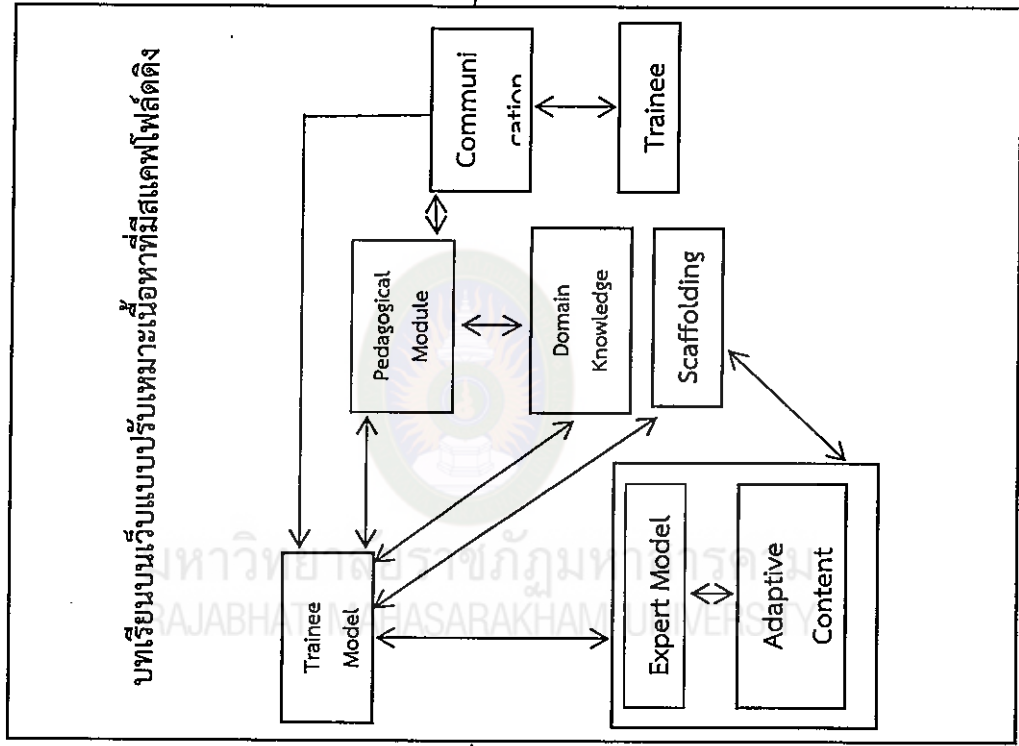 บทเรียนบนเว็บแบบปรับเหมาะเนื้อหาที่มีสแคฟโฟล์ดดิง
Trainee
Model
Pedagogical
Module
Communi
cation
Domain
Knowledge
Scaffolding
Trainee
Expert Model
Adaptive
Content
มหาวิทยาลัยราชภัฏมหาสารคาม
RAJABHAT MAHASARAKHAM UNIVERSITY